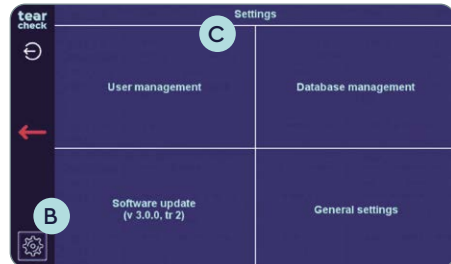 tear
check
Settings
C
User management
Database management
Software update
(v 3.0.0, tr 2)
General settings
B